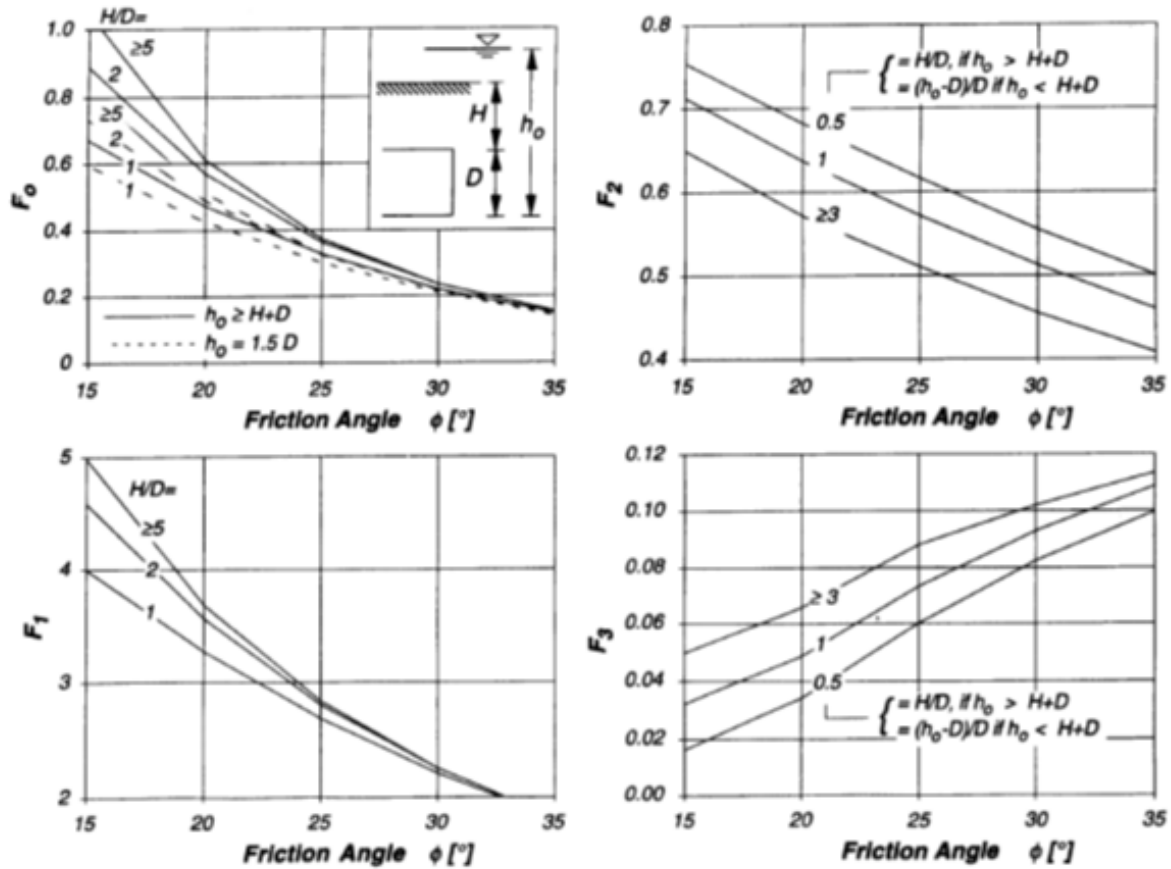 H/D=
1.0
≥5
0.8
2
≥5
2
0.6
1
1
F₀
0.4
0.2
0
h₀ ≥ H+D
h₀ = 1.5 D
H
D
h₀
15 20 25 30 35
Friction Angle ϕ [°]
0.8
0.7
F₂
0.6
0.5
0.4
= H/D, if h₀ > H+D
= (h₀-D)/D if h₀ < H+D
0.5
1
≥3
15 20 25 30 35
Friction Angle ϕ [°]
5
H/D=
≥5
4
2
1
F₁
3
2
15 20 25 30 35
Friction Angle ϕ [°]
0.12
0.10
0.08
F₃
0.06
0.04
0.02
0.00
≥ 3
1
0.5
= H/D, if h₀ > H+D
= (h₀-D)/D if h₀ < H+D
15 20 25 30 35
Friction Angle ϕ [°]